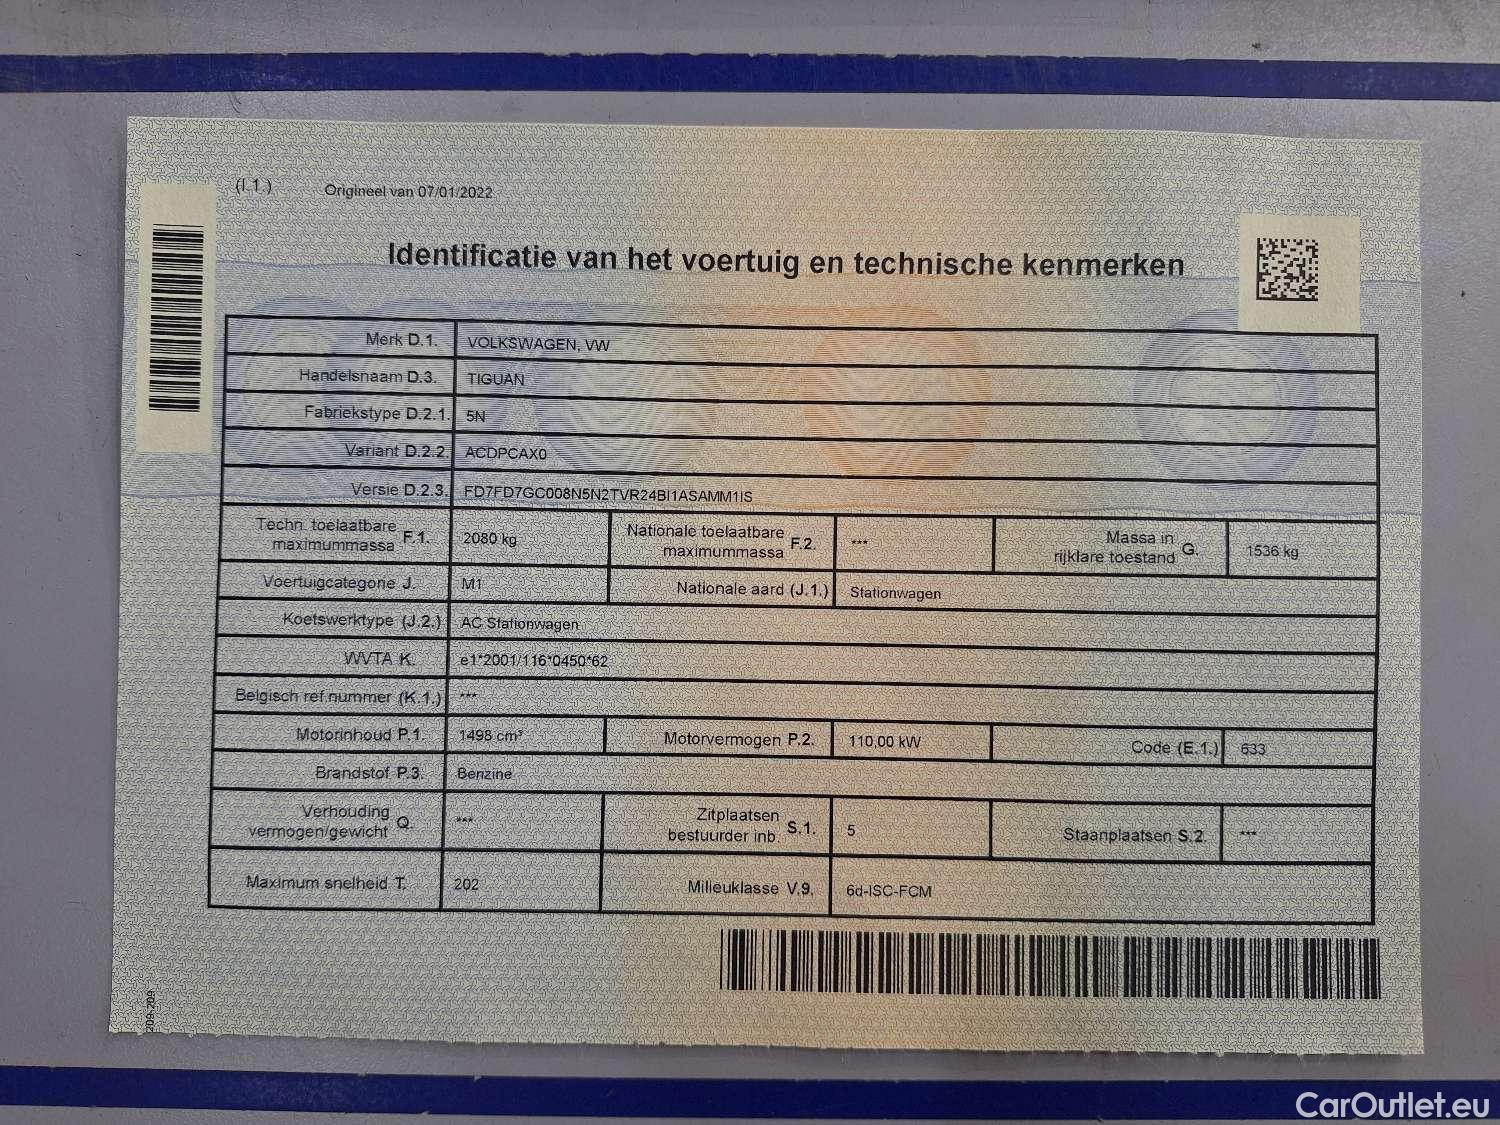 (I.1.) Origineel van 07/01/2022
Identificatie van het voertuig en technische kenmerken
Merk D.1. VOLKSWAGEN, VW
Handelsnaam D.3. TIGUAN
Fabriekstype D.2.1. 5N
Variant D.2.2. ACDPCAX0
Versie D.2.3. FD7FD7GC008N5N2TVR24BI1ASAMM1IS
Techn. toelaatbare
maximummassa F.1. 2080 kg
Nationale toelaatbare
maximummassa F.2. ***
Massa in
rijklare toestand G. 1536 kg
Voertuigcategorie J. M1 Nationale aard (J.1.) Stationwagen
Koetswerktype (J.2.) AC Stationwagen
WVTA K. e1*2001/116*0450*62
Belgisch ref.nummer (K.1.) ***
Motorinhoud P.1. 1498 cm³ Motorvermogen P.2. 110,00 kW Code (E.1.) 633
Brandstof P.3. Benzine
Verhouding
vermogen/gewicht Q. ***
Zitplaatsen
bestuurder inb. S.1. 5
Staanplaatsen S.2. ***
Maximum snelheid T. 202 Milieuklasse V.9. 6d-ISC-FCM
209-209
CarOutlet.eu